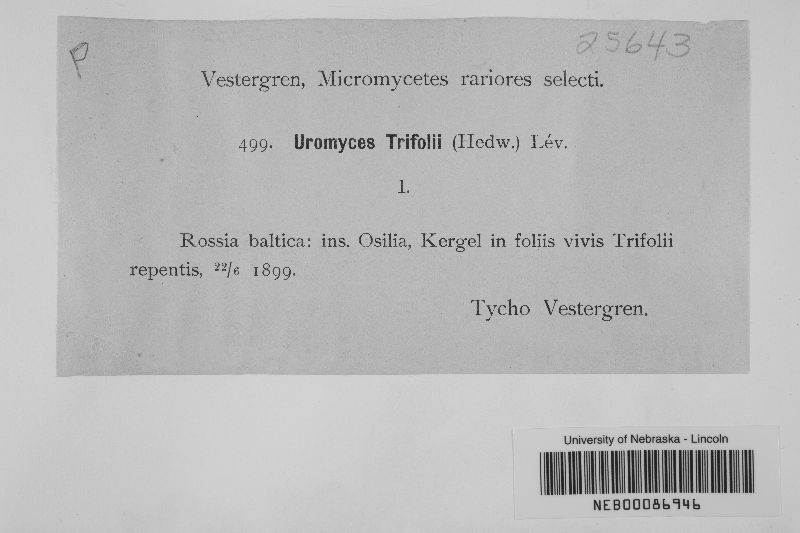 P
25643
Vestergren, Micromycetes rariores selecti.
499. Uromyces Trifolii (Hedw.) Lév.
1.
Rossia baltica: ins. Osilia, Kergel in foliis vivis Trifolii
repentis, 22/6 1899.
Tycho Vestergren.
University of Nebraska - Lincoln
NEB00086946